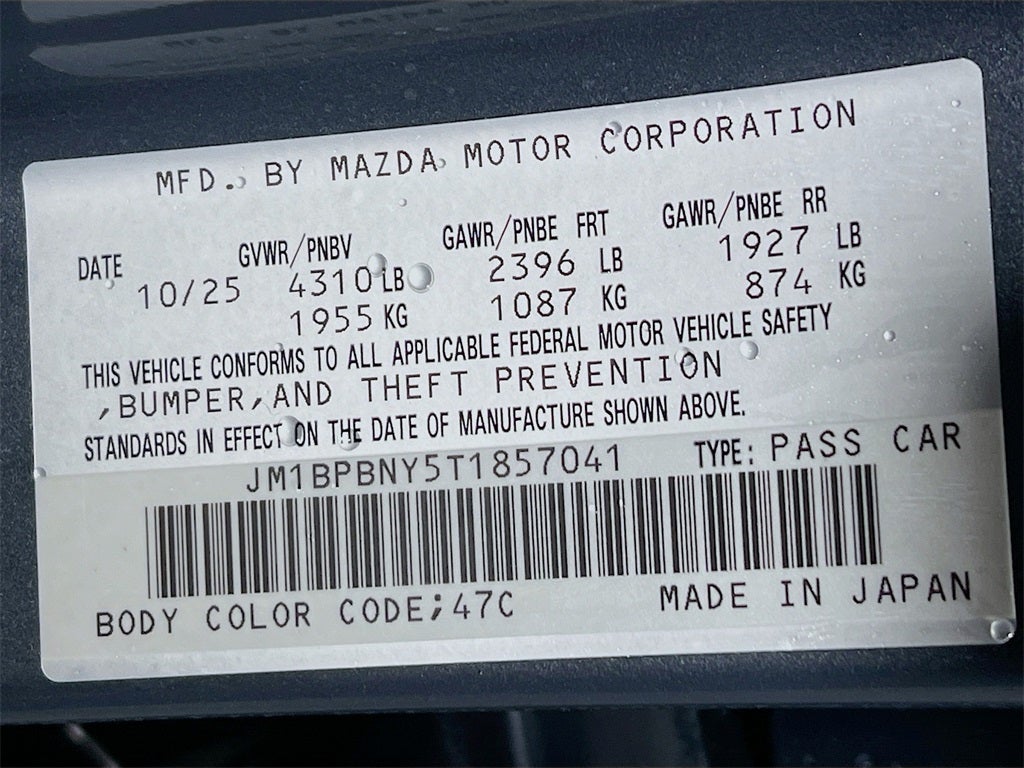 MFD. BY MAZDA MOTOR CORPORATION
DATE GVWR/PNBV GAWR/PNBE FRT GAWR/PNBE RR
10/25 4310 LB 2396 LB 1927 LB
1955 KG 1087 KG 874 KG
THIS VEHICLE CONFORMS TO ALL APPLICABLE FEDERAL MOTOR VEHICLE SAFETY
,BUMPER,AND THEFT PREVENTION
STANDARDS IN EFFECT ON THE DATE OF MANUFACTURE SHOWN ABOVE.
JM1BPBNY5T1857041 TYPE: PASS CAR
BODY COLOR CODE;47C MADE IN JAPAN